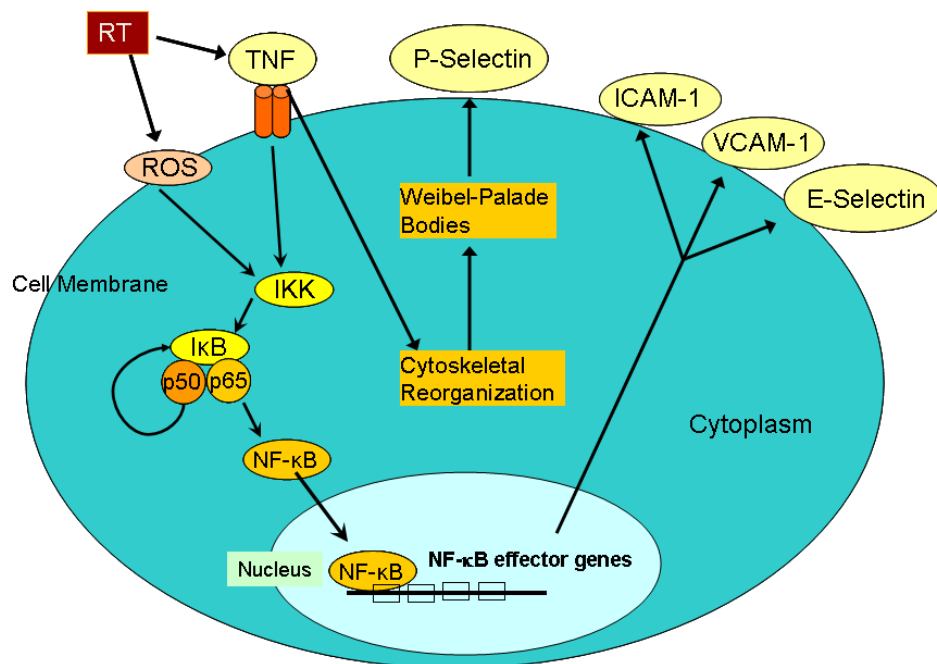 RT
TNF
P-Selectin
ICAM-1
VCAM-1
E-Selectin
ROS
Weibel-Palade
Bodies
Cell Membrane
IKK
IκB
p50 p65
Cytoskeletal
Reorganization
Cytoplasm
NF-κB
Nucleus
NF-κB
NF-κB effector genes